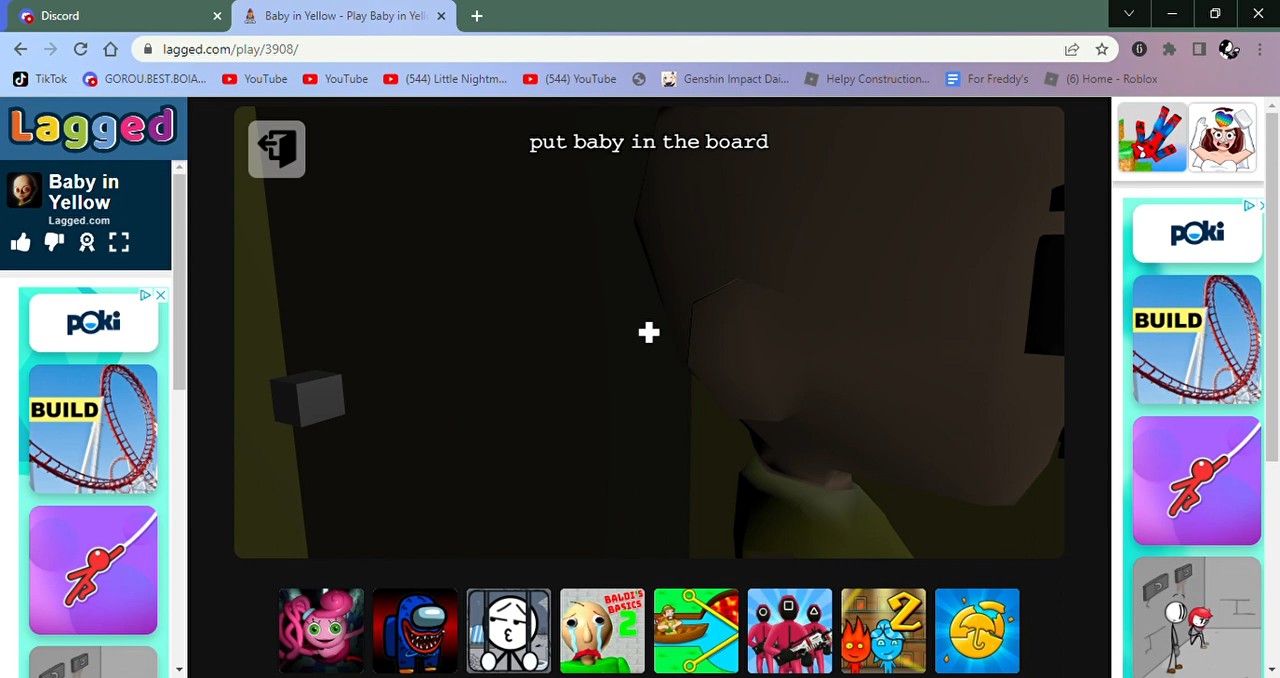 Discord
Baby in Yellow - Play Baby in Yell
lagged.com/play/3908/
TikTok
GOROU.BEST.BOIA...
YouTube
YouTube
(544) Little Nightm...
(544) YouTube
Genshin Impact Dai...
Helpy Construction...
For Freddy's
(6) Home - Roblox
Lagged
Baby in
Yellow
Lagged.com
put baby in the board
poki
BUILD
poki
BUILD
BALDI'S
BASICS
2
2